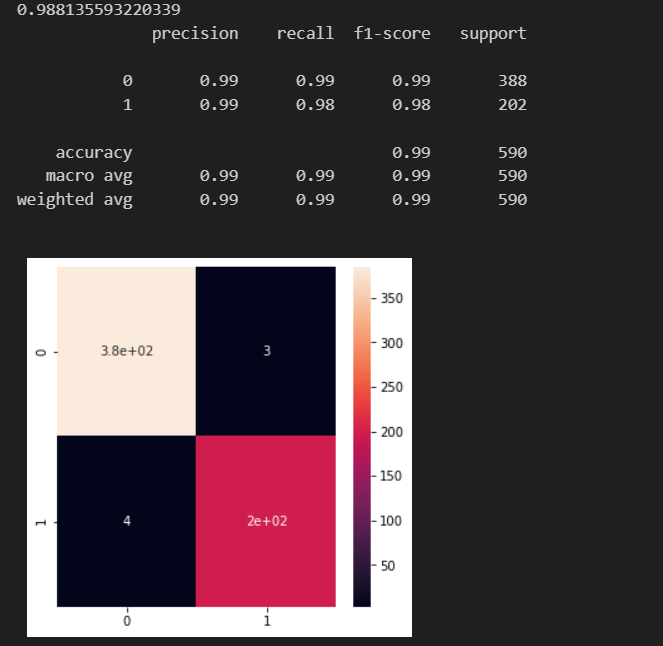 0.988135593220339
precision recall f1-score support
0 0.99 0.99 0.99 388
1 0.99 0.98 0.98 202
accuracy 0.99 590
macro avg 0.99 0.99 0.99 590
weighted avg 0.99 0.99 0.99 590
350
0 3.8e+02 3
300
250
200
150
1 4 2e+02
100
50
0 1